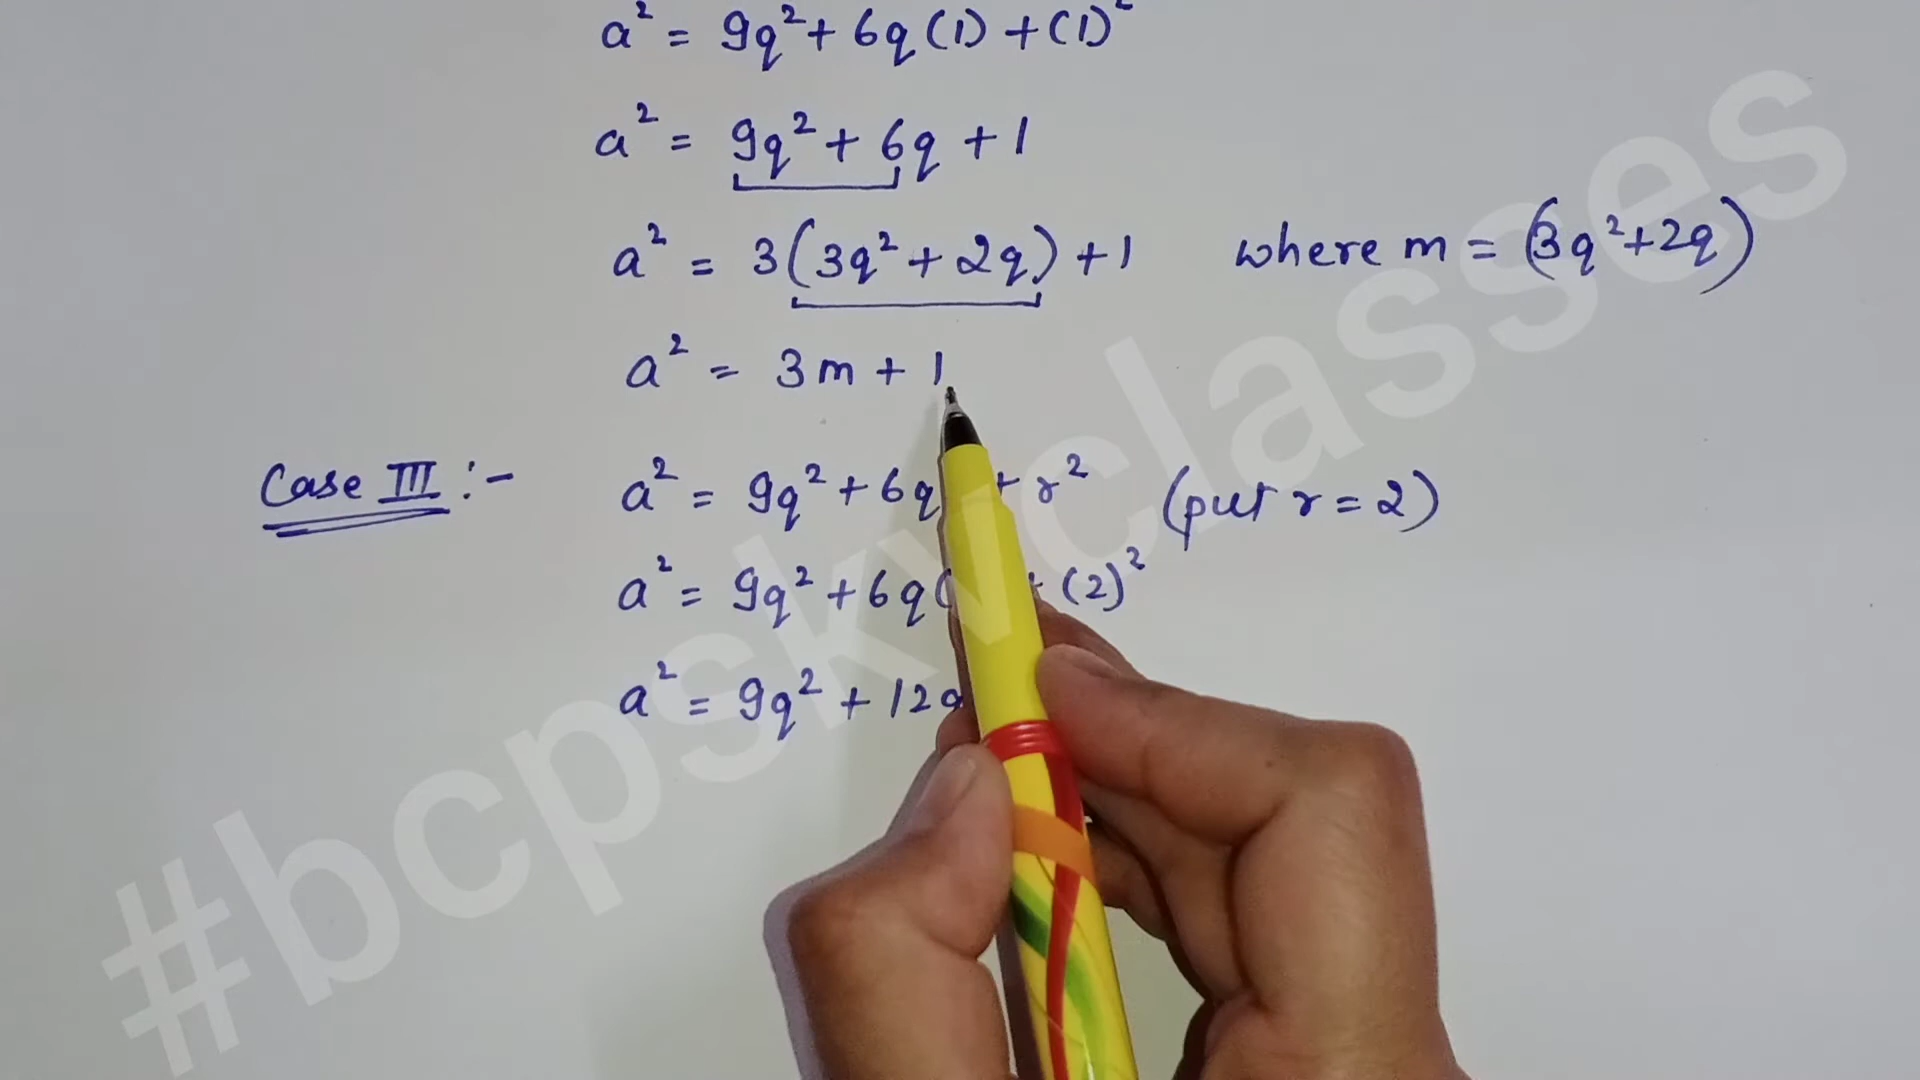 a² = 9q² + 6q (1) + (1)²
a² = 9q² + 6q + 1
a² = 3(3q² + 2q) + 1 where m = (3q²+2q)
a² = 3m + 1
Case III :- a² = 9q² + 6q + r² (put r = 2)
a² = 9q² + 6q ( + (2)²
a² = 9q² + 12q
#bcpskvclasses